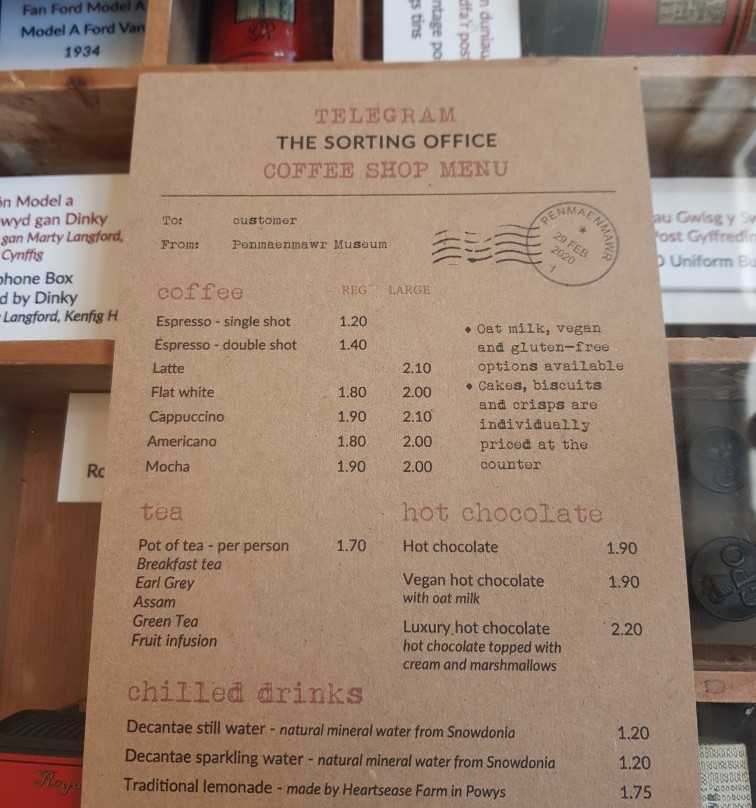 Fan Ford Model A
Model A Ford Van
1934
TELEGRAM
THE SORTING OFFICE
COFFEE SHOP MENU
To: customer
From: Penmaenmawr Museum
PENMAENMAWR
29 FEB
2020
1
coffee REG LARGE
Espresso - single shot 1.20
Espresso - double shot 1.40
Latte 2.10
Flat white 1.80 2.00
Cappuccino 1.90 2.10
Americano 1.80 2.00
Mocha 1.90 2.00
♦ Oat milk, vegan
and gluten-free
options available
♦ Cakes, biscuits
and crisps are
individually
priced at the
counter
tea
Pot of tea - per person 1.70
Breakfast tea
Earl Grey
Assam
Green Tea
Fruit infusion
hot chocolate
Hot chocolate 1.90
Vegan hot chocolate 1.90
with oat milk
Luxury hot chocolate 2.20
hot chocolate topped with
cream and marshmallows
chilled drinks
Decantae still water - natural mineral water from Snowdonia 1.20
Decantae sparkling water - natural mineral water from Snowdonia 1.20
Traditional lemonade - made by Heartsease Farm in Powys 1.75
Model a
wyd gan Dinky
gan Marty Langford,
Cynffig
phone Box
d by Dinky
Langford, Kenfig H
au Gwisg y
Uniform
GPO